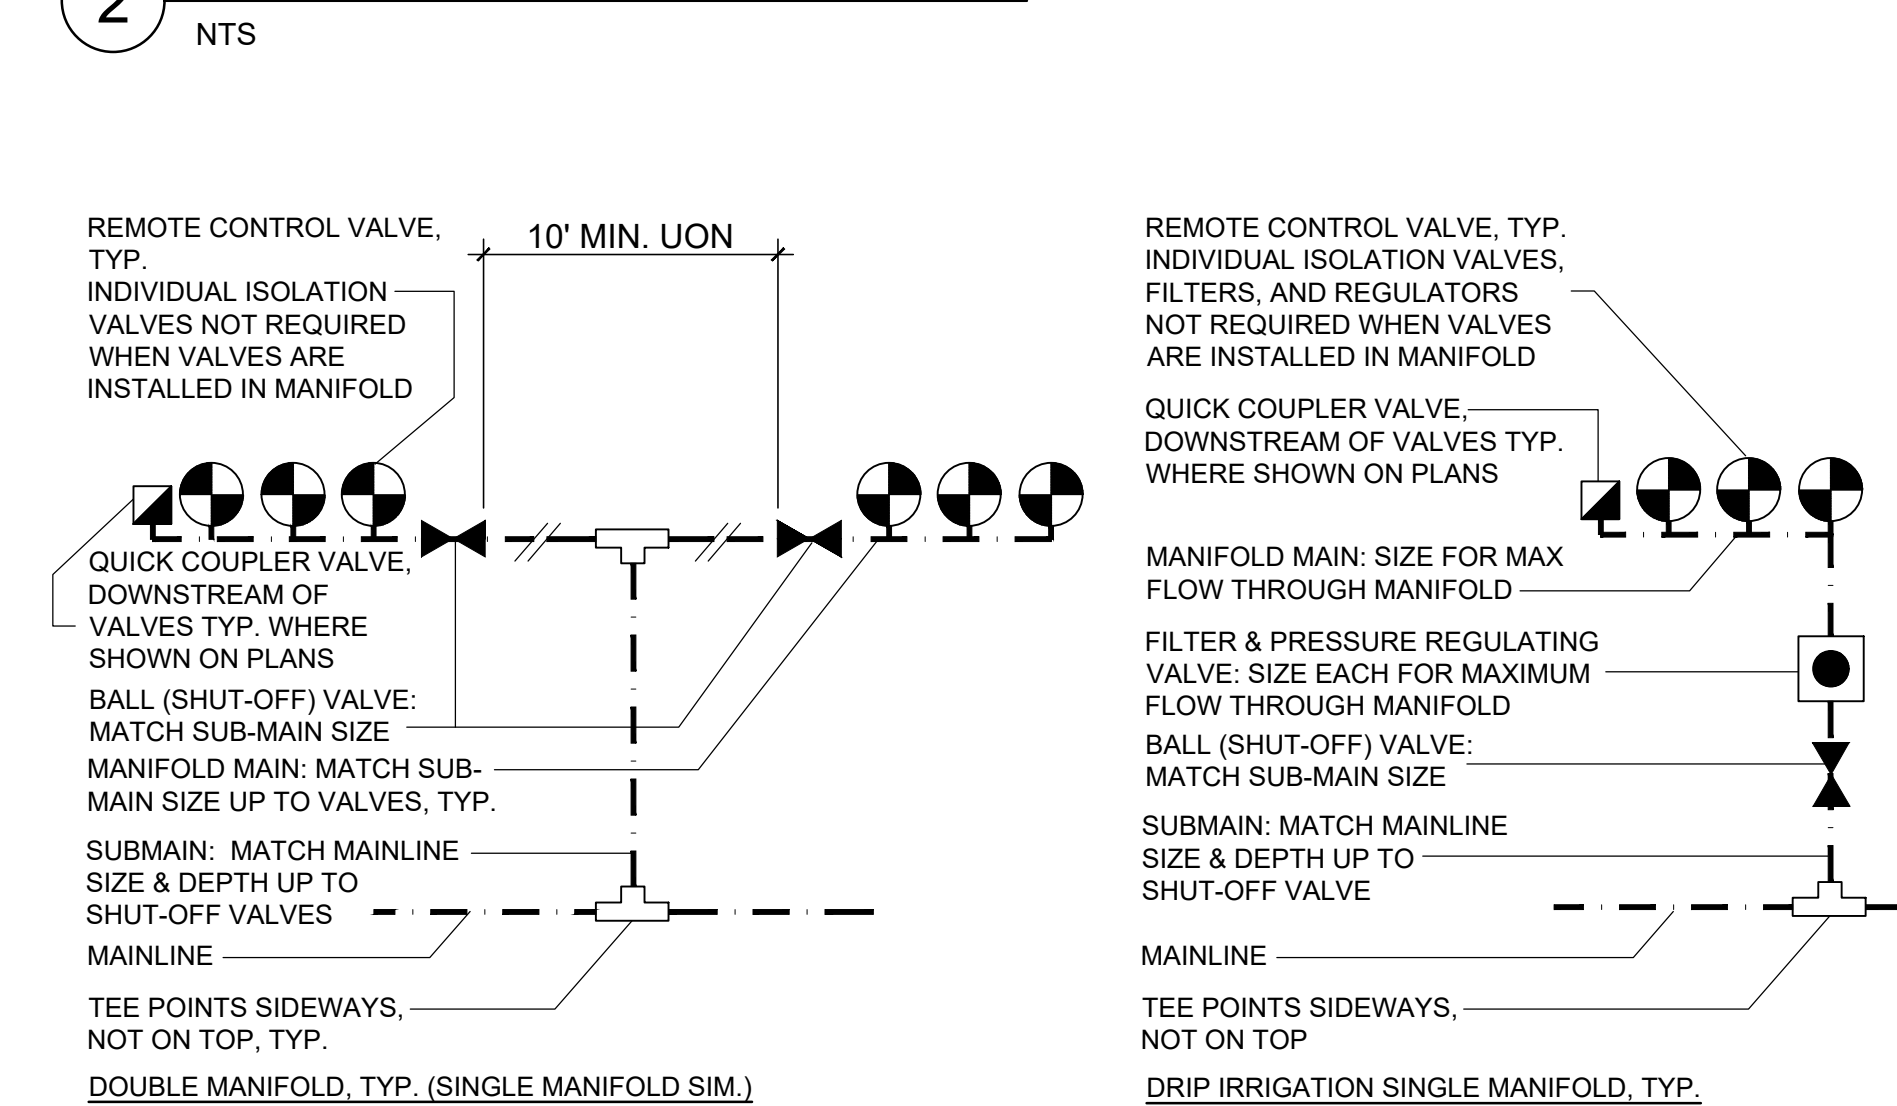 2
NTS
REMOTE CONTROL VALVE,
TYP.
INDIVIDUAL ISOLATION
VALVES NOT REQUIRED
WHEN VALVES ARE
INSTALLED IN MANIFOLD
10' MIN. UON
QUICK COUPLER VALVE,
DOWNSTREAM OF
VALVES TYP. WHERE
SHOWN ON PLANS
BALL (SHUT-OFF) VALVE:
MATCH SUB-MAIN SIZE
MANIFOLD MAIN: MATCH SUB-
MAIN SIZE UP TO VALVES, TYP.
SUBMAIN: MATCH MAINLINE
SIZE & DEPTH UP TO
SHUT-OFF VALVES
MAINLINE
TEE POINTS SIDEWAYS,
NOT ON TOP, TYP.
DOUBLE MANIFOLD, TYP. (SINGLE MANIFOLD SIM.)
REMOTE CONTROL VALVE, TYP.
INDIVIDUAL ISOLATION VALVES,
FILTERS, AND REGULATORS
NOT REQUIRED WHEN VALVES
ARE INSTALLED IN MANIFOLD
QUICK COUPLER VALVE,
DOWNSTREAM OF VALVES TYP.
WHERE SHOWN ON PLANS
MANIFOLD MAIN: SIZE FOR MAX
FLOW THROUGH MANIFOLD
FILTER & PRESSURE REGULATING
VALVE: SIZE EACH FOR MAXIMUM
FLOW THROUGH MANIFOLD
BALL (SHUT-OFF) VALVE:
MATCH SUB-MAIN SIZE
SUBMAIN: MATCH MAINLINE
SIZE & DEPTH UP TO
SHUT-OFF VALVE
MAINLINE
TEE POINTS SIDEWAYS,
NOT ON TOP
DRIP IRRIGATION SINGLE MANIFOLD, TYP.